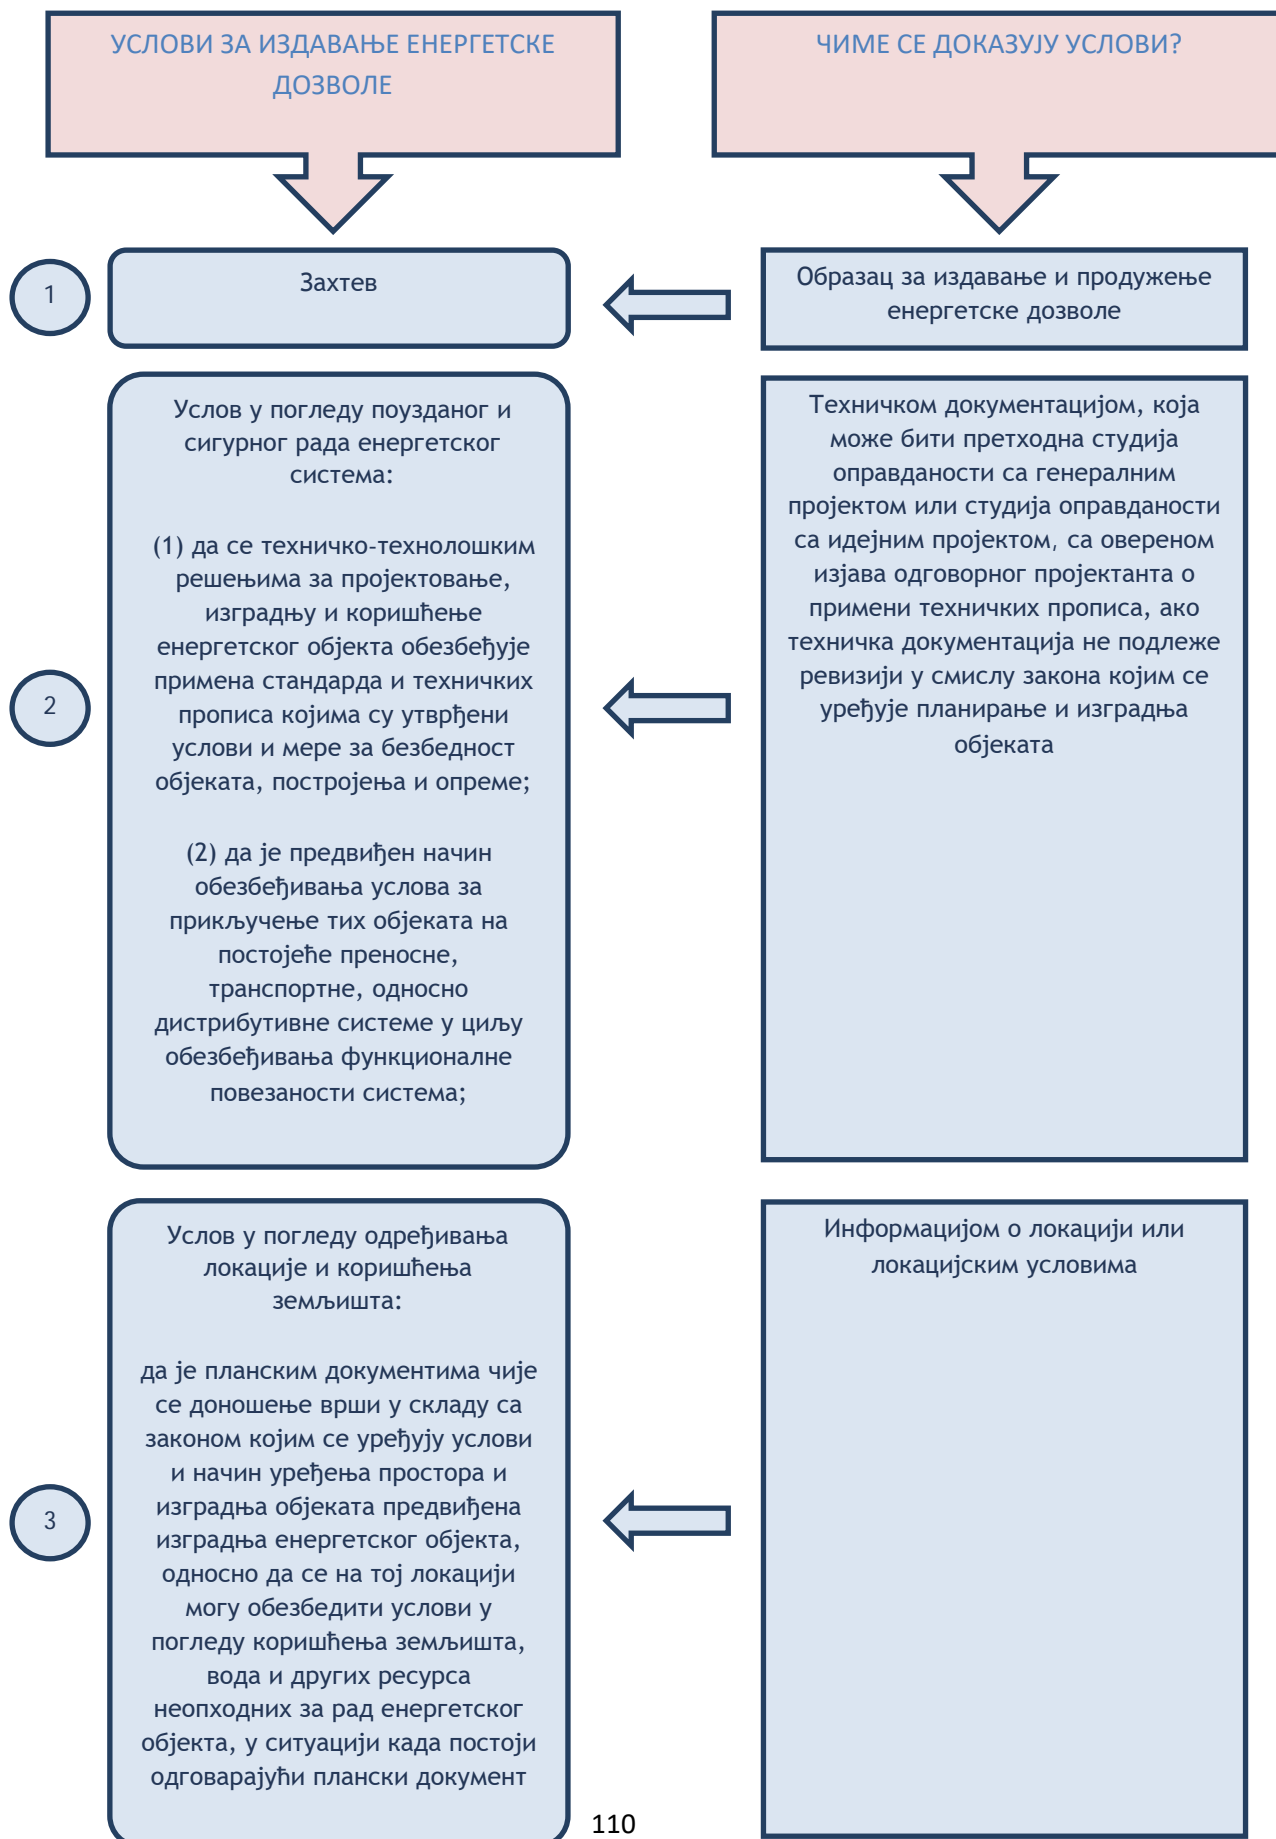 УСЛОВИ ЗА ИЗДАВАЊЕ ЕНЕРГЕТСКЕ
ДОЗВОЛЕ
ЧИМЕ СЕ ДОКАЗУЈУ УСЛОВИ?
1
Захтев
Образац за издавање и продужење
енергетске дозволе
2
Услов у погледу поузданог и
сигурног рада енергетског
система:
(1) да се техничко-технолошким
решењима за пројектовање,
изградњу и коришћење
енергетског објекта обезбеђује
примена стандарда и техничких
прописа којима су утврђени
услови и мере за безбедност
објеката, постројења и опреме;
(2) да је предвиђен начин
обезбеђивања услова за
прикључење тих објеката на
постојеће преносне,
транспортне, односно
дистрибутивне системе у циљу
обезбеђивања функционалне
повезаности система;
Техничком документацијом, која
може бити претходна студија
оправданости са генералним
пројектом или студија оправданости
са идејним пројектом, са овереном
изјава одговорног пројектанта о
примени техничких прописа, ако
техничка документација не подлеже
ревизији у смислу закона којим се
уређује планирање и изградња
објеката
3
Услов у погледу одређивања
локације и коришћења
земљишта:
да је планским документима чије
се доношење врши у складу са
законом којим се уређују услови
и начин уређења простора и
изградња објеката предвиђена
изградња енергетског објекта,
односно да се на тој локацији
могу обезбедити услови у
погледу коришћења земљишта,
вода и других ресурса
неопходних за рад енергетског
објекта, у ситуацији када постоји
одговарајући плански документ
Информацијом о локацији или
локацијским условима
110